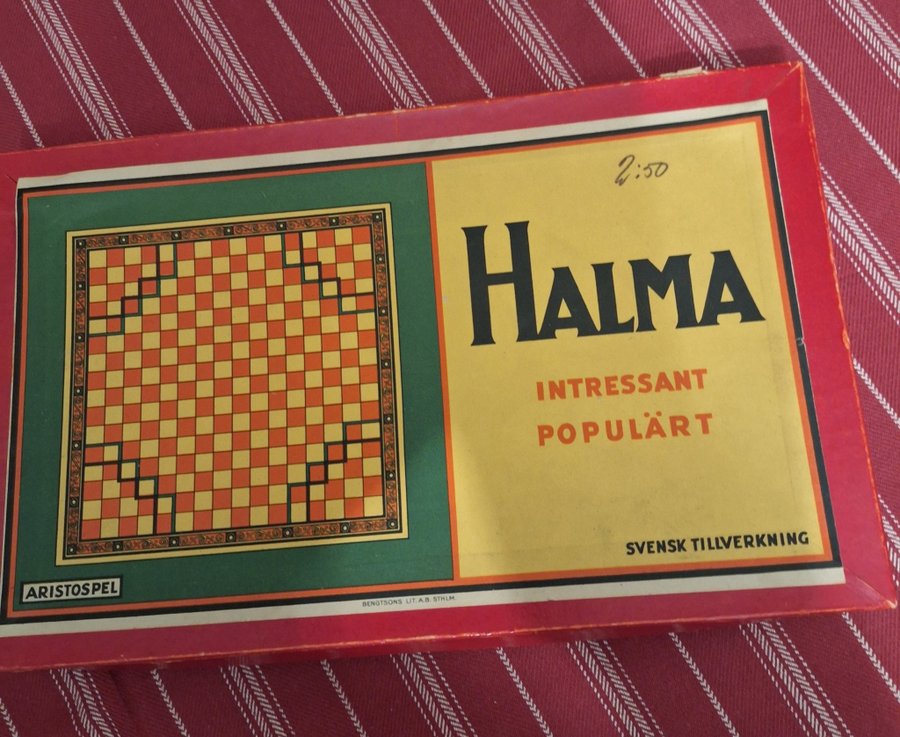 2:50
HALMA
INTRESSANT
POPULÄRT
SVENSK TILLVERKNING
ARISTOSPEL
BENGTSONS LIT. A.B. STHLM.